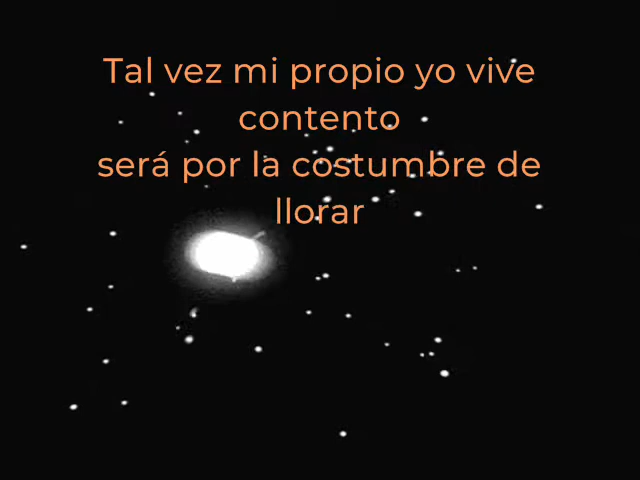 Tal vez mi propio yo vive
contento
será por la costumbre de
llorar